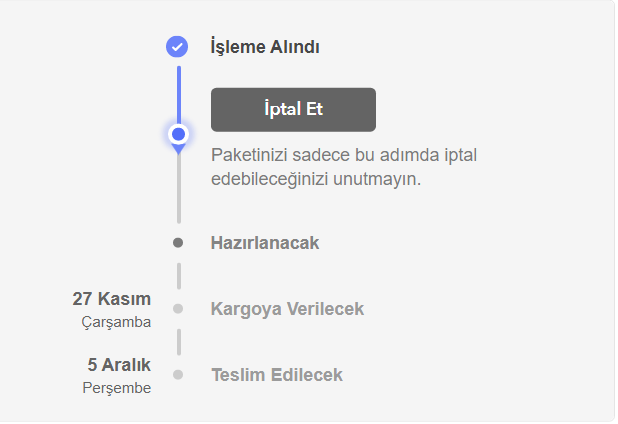 İşleme Alındı
İptal Et
Paketinizi sadece bu adımda iptal
edebileceğinizi unutmayın.
Hazırlanacak
27 Kasım
Çarşamba
Kargoya Verilecek
5 Aralık
Perşembe
Teslim Edilecek